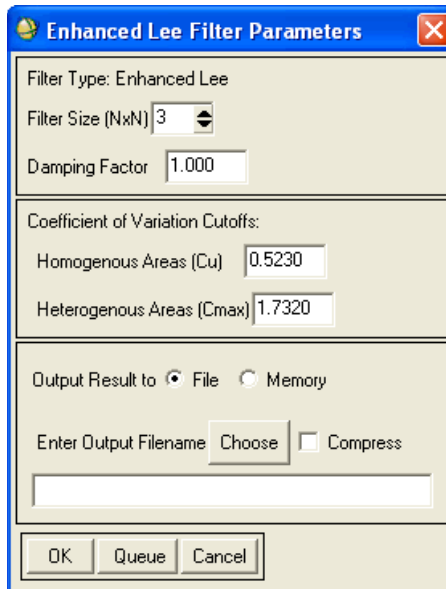 Enhanced Lee Filter Parameters
Filter Type: Enhanced Lee
Filter Size (NxN) 3
Damping Factor 1.000
Coefficient of Variation Cutoffs:
Homogenous Areas (Cu) 0.5230
Heterogenous Areas (Cmax) 1.7320
Output Result to File Memory
Enter Output Filename Choose Compress
OK Queue Cancel